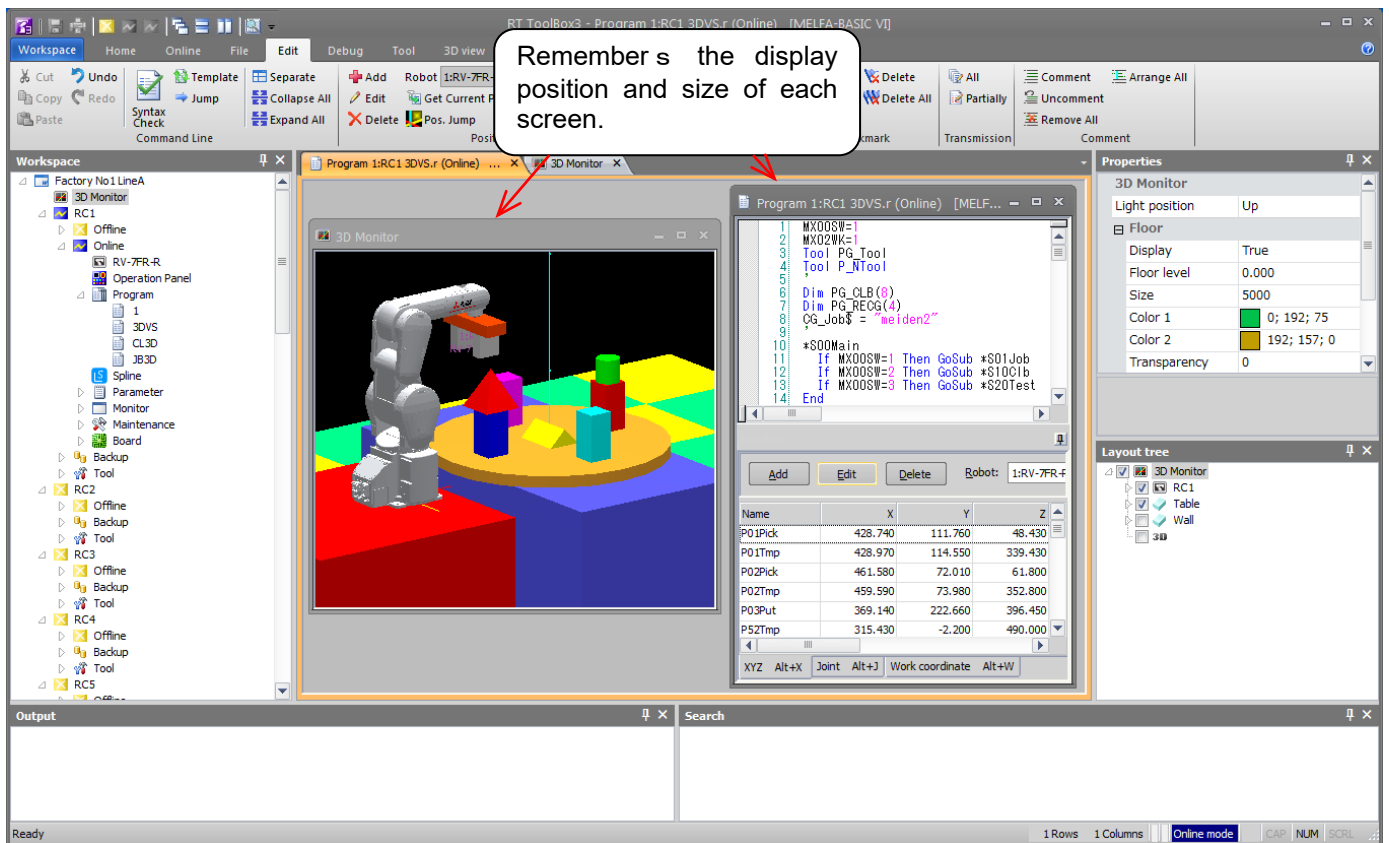 RT ToolBox3 - Program 1:RC1 3DVS.r (Online) [MELFA-BASIC VI]
Workspace Home Online File Edit Debug Tool 3D view
Remember s the display
position and size of each
screen.
Cut Undo Template Separate Add Robot 1:RV-7FR- Delete All Comment Arrange All
Copy Redo Jump Collapse All Edit Get Current P Delete All Partially Uncomment
Paste Syntax Check Expand All Delete Pos. Jump Remove All
Command Line Posi kmark Transmission Comment
Workspace
Factory No1 LineA
3D Monitor
RC1
Offline
Online
RV-7FR-R
Operation Panel
Program
1
3DVS
CL3D
JB3D
Spline
Parameter
Monitor
Maintenance
Board
Backup
Tool
RC2
Offline
Backup
Tool
RC3
Offline
Backup
Tool
RC4
Offline
Backup
Tool
RC5
Offline
Program 1:RC1 3DVS.r (Online) ... 3D Monitor
3D Monitor
Program 1:RC1 3DVS.r (Online) [MELF...
1 MX00SW=1
2 MX02WK=1
3 Tool PG_Tool
4 Tool P_NTool
5 '
6 Dim PG_CLB(8)
7 Dim PG_RECG(4)
8 CG_Job$ = "meiden2"
9 '
10 *S00Main
11 If MX00SW=1 Then GoSub *S01Job
12 If MX00SW=2 Then GoSub *S10Clb
13 If MX00SW=3 Then GoSub *S20Test
14 End
Add Edit Delete Robot: 1:RV-7FR-F
Name X Y Z
P01Pick 428.740 111.760 48.430
P01Tmp 428.970 114.550 339.430
P02Pick 461.580 72.010 61.800
P02Tmp 459.590 73.980 352.800
P03Put 369.140 222.660 396.450
P52Tmp 315.430 -2.200 490.000
XYZ Alt+X Joint Alt+J Work coordinate Alt+W
Properties
3D Monitor
Light position Up
Floor
Display True
Floor level 0.000
Size 5000
Color 1 0; 192; 75
Color 2 192; 157; 0
Transparency 0
Layout tree
3D Monitor
RC1
Table
Wall
3D
Output
Search
Ready 1 Rows 1 Columns Online mode CAP NUM SCRL